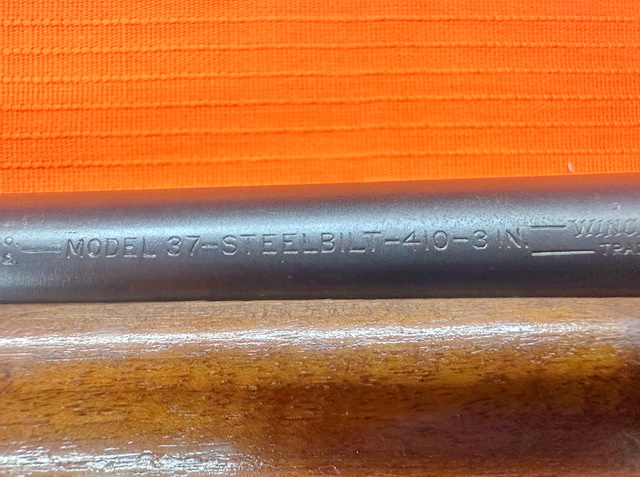 MODEL 37-STEELBILT-410-3 IN.